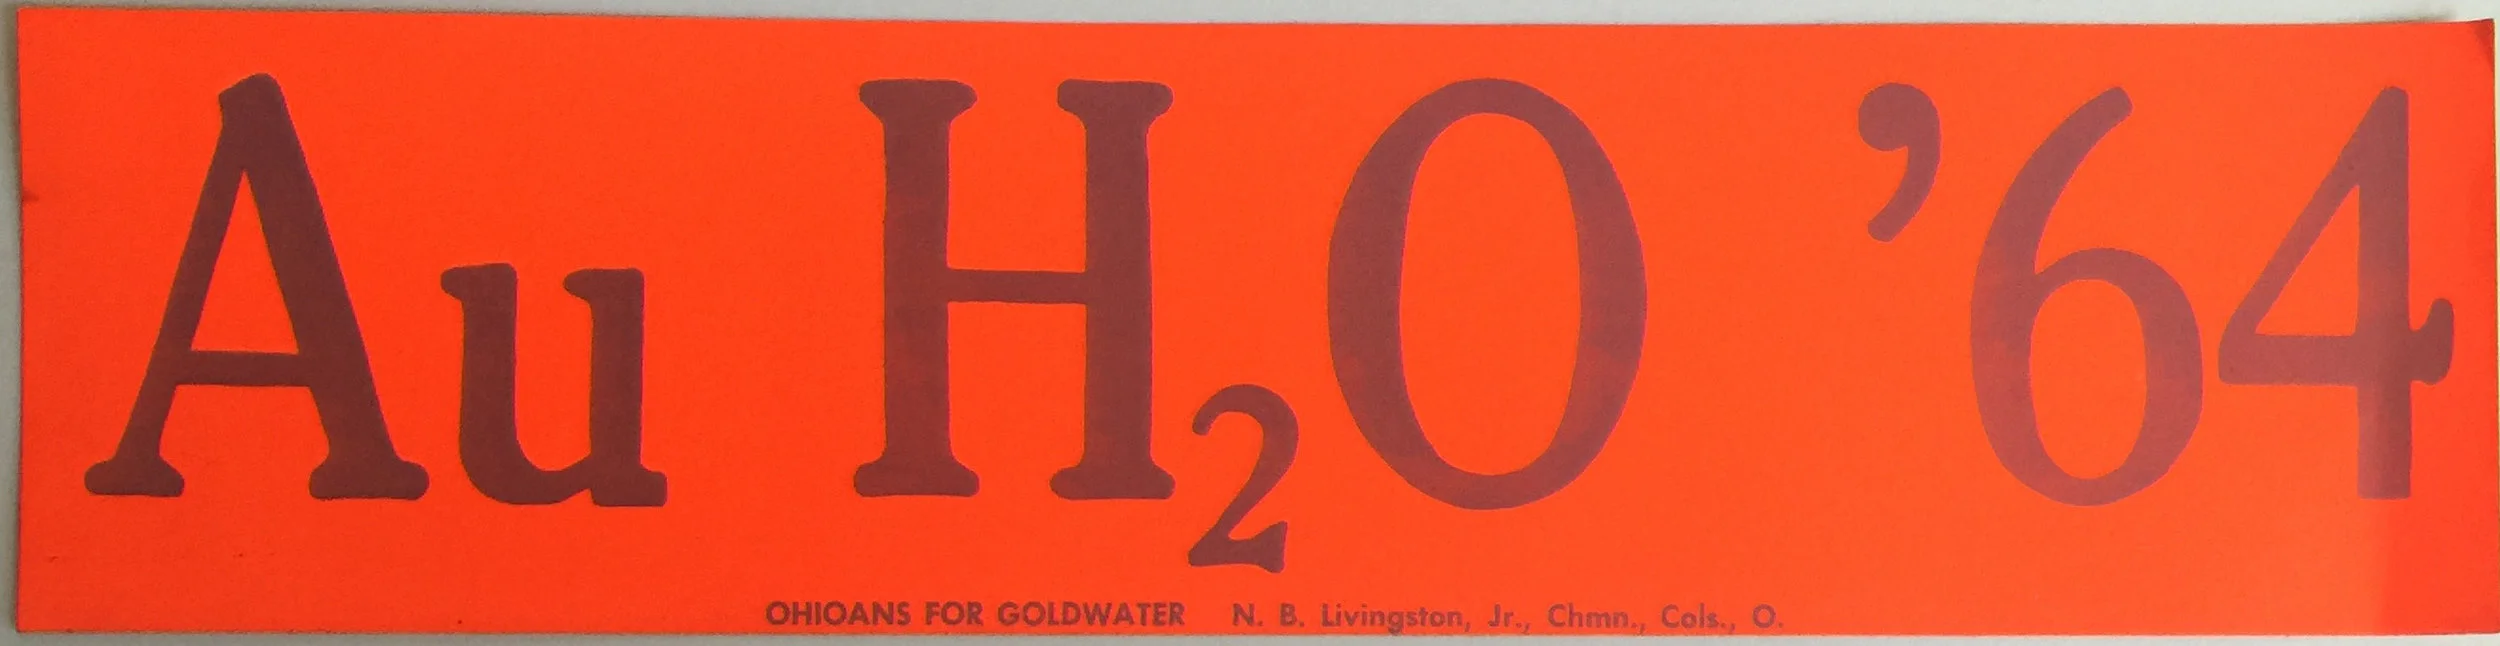 Au H₂O ’64
OHIOANS FOR GOLDWATER N. B. Livingston, Jr., Chmn., Cols., O.